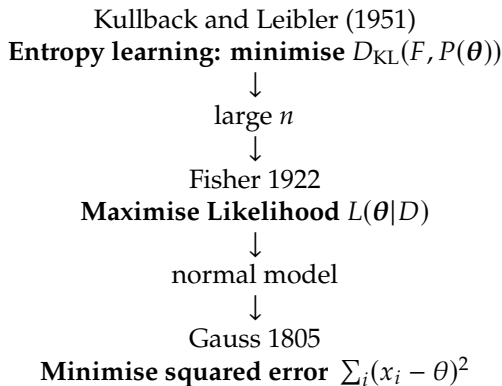 Kullback and Leibler (1951)
Entropy learning: minimise D_KL(F, P(θ))
↓
large n
↓
Fisher 1922
Maximise Likelihood L(θ|D)
↓
normal model
↓
Gauss 1805
Minimise squared error ∑_i(x_i − θ)²